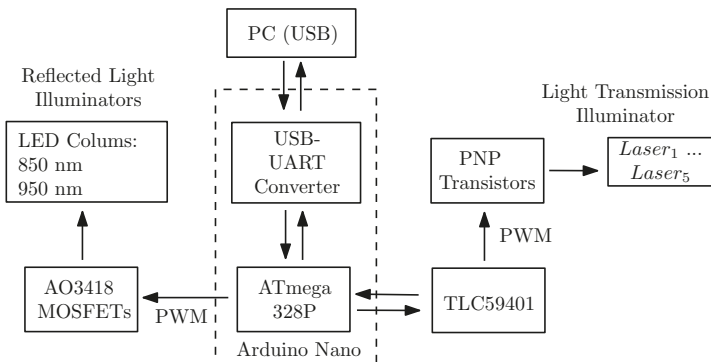 PC (USB)
Reflected Light
Illuminators
LED Colums:
850 nm
950 nm
USB-
UART
Converter
Light Transmission
Illuminator
PNP
Transistors
Laser₁ ...
Laser₅
PWM
AO3418
MOSFETs
PWM
ATmega
328P
TLC59401
Arduino Nano